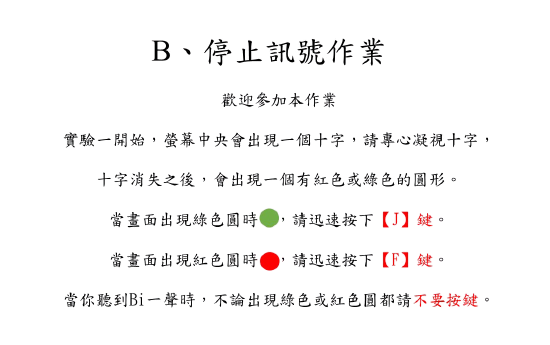 B、停止訊號作業
歡迎參加本作業
實驗一開始，螢幕中央會出現一個十字，請專心凝視十字，
十字消失之後，會出現一個有紅色或綠色的圓形。
當畫面出現綠色圓時，請迅速按下【J】鍵。
當畫面出現紅色圓時，請迅速按下【F】鍵。
當你聽到Bi一聲時，不論出現綠色或紅色圓都請不要按鍵。